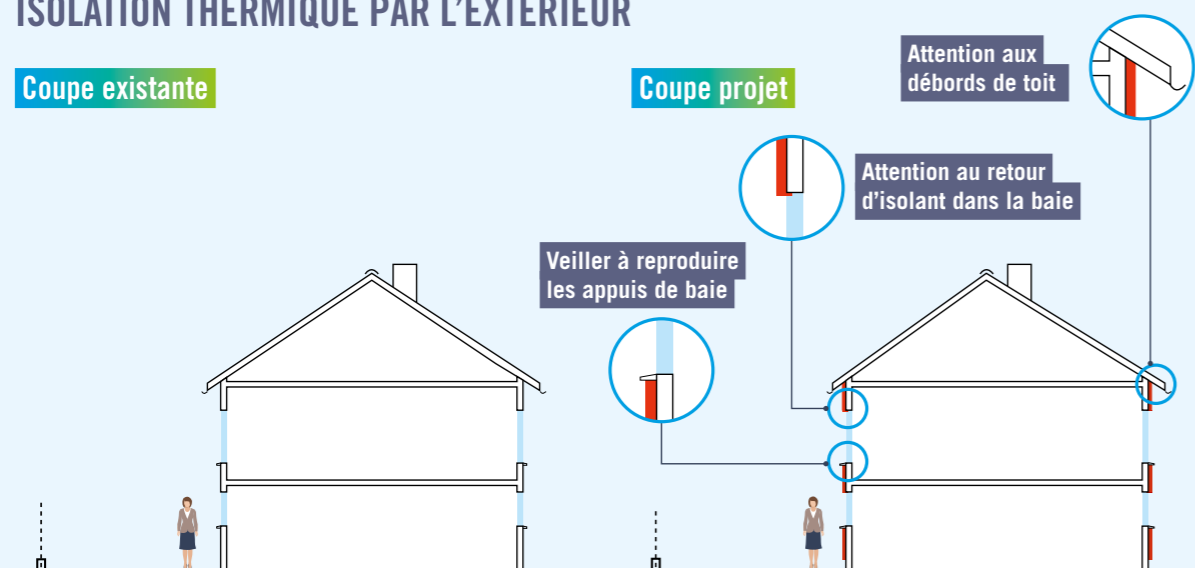 ISOLATION THERMIQUE PAR L'EXTÉRIEUR
Coupe existante
Coupe projet
Attention aux
débords de toit
Attention au retour
d'isolant dans la baie
Veiller à reproduire
les appuis de baie